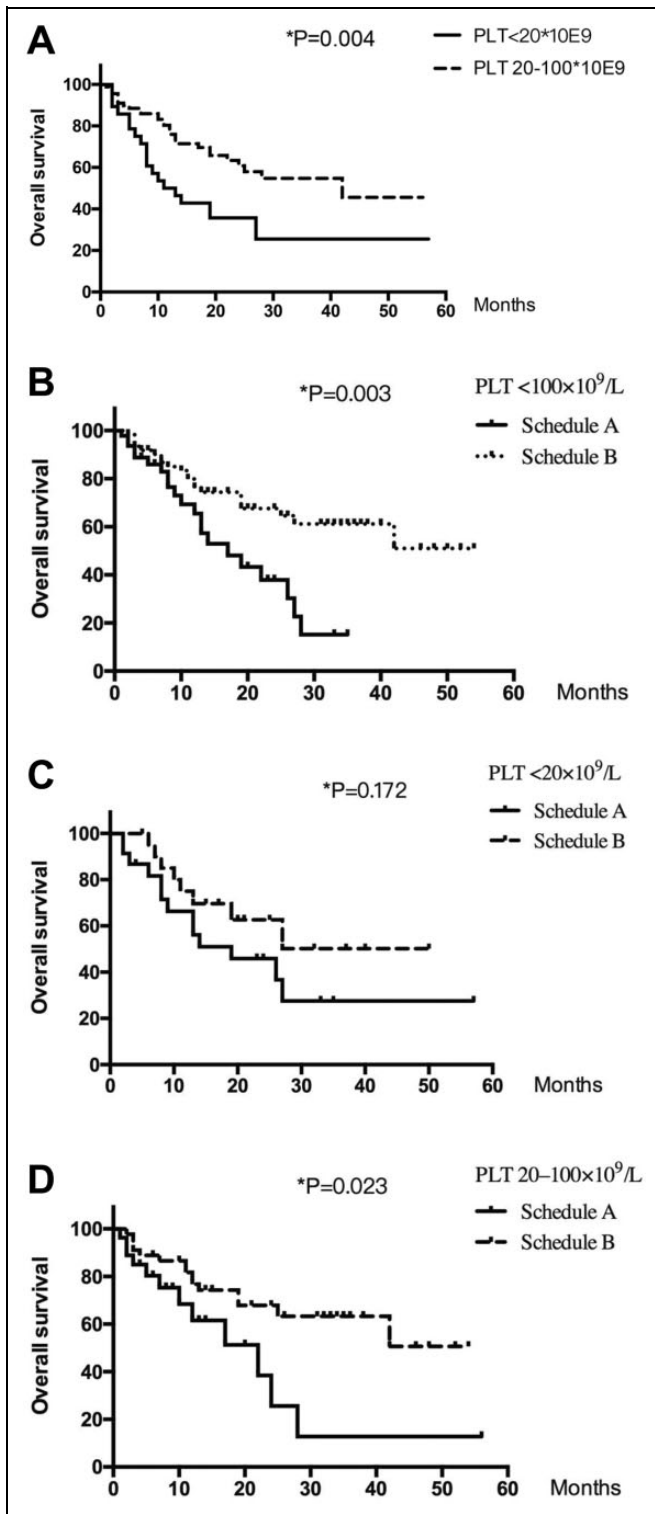 A
*P=0.004
PLT<20*10E9
PLT 20-100*10E9
Overall survival
100
80
60
40
20
0
0 10 20 30 40 50 60
Months
B
*P=0.003
PLT <100×10⁹/L
Schedule A
Schedule B
Overall survival
100
80
60
40
20
0
0 10 20 30 40 50 60
Months
C
*P=0.172
PLT <20×10⁹/L
Schedule A
Schedule B
Overall survival
100
80
60
40
20
0
0 10 20 30 40 50 60
Months
D
*P=0.023
PLT 20–100×10⁹/L
Schedule A
Schedule B
Overall survival
100
80
60
40
20
0
0 10 20 30 40 50 60
Months